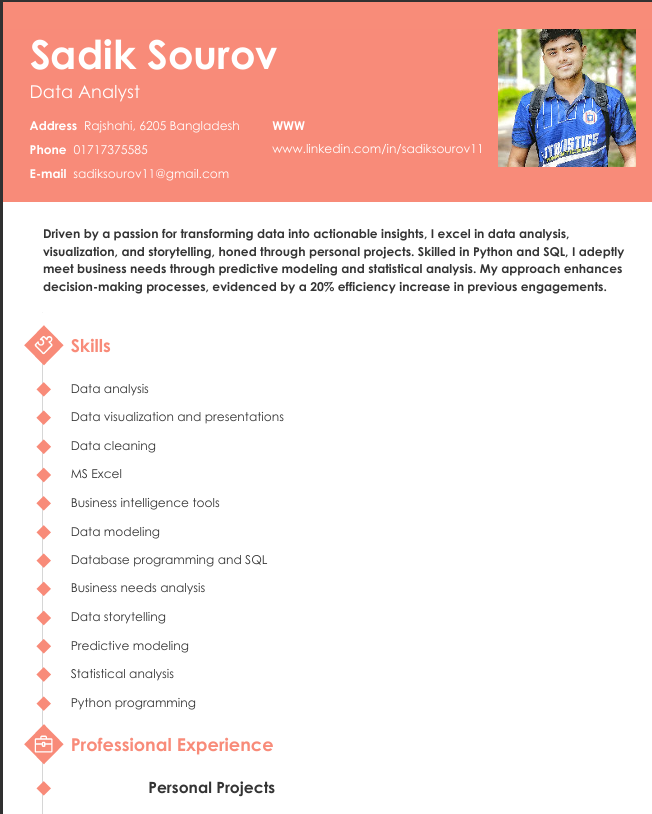 Sadik Sourov
Data Analyst
Address Rajshahi, 6205 Bangladesh
Phone 01717375585
E-mail sadiksourov11@gmail.com
WWW
www.linkedin.com/in/sadiksourov11
Driven by a passion for transforming data into actionable insights, I excel in data analysis,
visualization, and storytelling, honed through personal projects. Skilled in Python and SQL, I adeptly
meet business needs through predictive modeling and statistical analysis. My approach enhances
decision-making processes, evidenced by a 20% efficiency increase in previous engagements.
Skills
Data analysis
Data visualization and presentations
Data cleaning
MS Excel
Business intelligence tools
Data modeling
Database programming and SQL
Business needs analysis
Data storytelling
Predictive modeling
Statistical analysis
Python programming
Professional Experience
Personal Projects